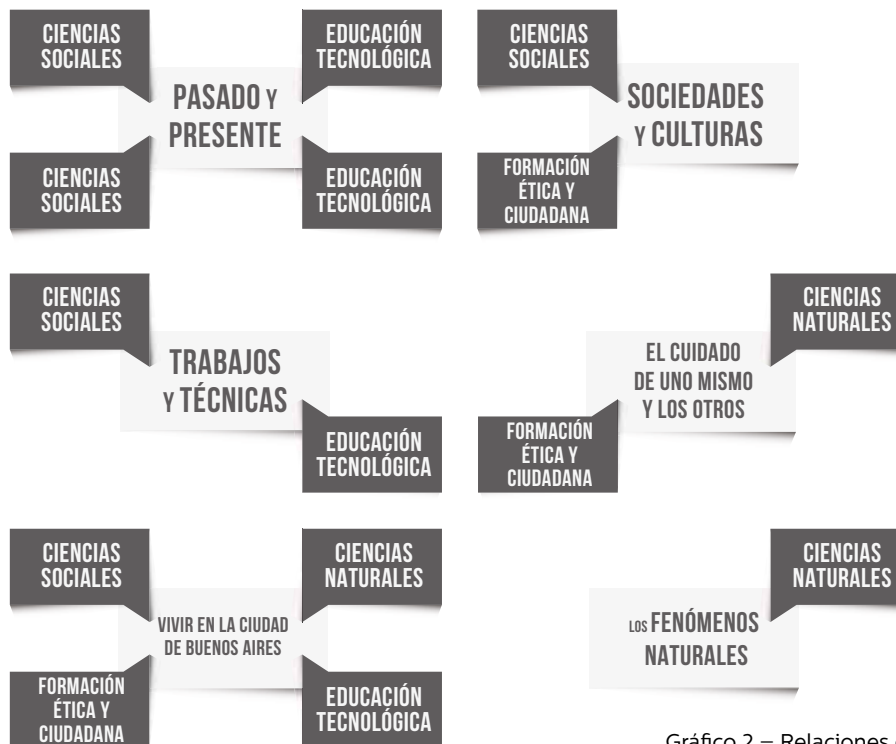 CIENCIAS
SOCIALES
EDUCACIÓN
TECNOLÓGICA
PASADO Y
PRESENTE
CIENCIAS
SOCIALES
EDUCACIÓN
TECNOLÓGICA
CIENCIAS
SOCIALES
SOCIEDADES
Y CULTURAS
FORMACIÓN
ÉTICA Y
CIUDADANA
CIENCIAS
SOCIALES
TRABAJOS
Y TÉCNICAS
EDUCACIÓN
TECNOLÓGICA
CIENCIAS
NATURALES
EL CUIDADO
DE UNO MISMO
Y LOS OTROS
FORMACIÓN
ÉTICA Y
CIUDADANA
CIENCIAS
SOCIALES
CIENCIAS
NATURALES
VIVIR EN LA CIUDAD
DE BUENOS AIRES
FORMACIÓN
ÉTICA Y
CIUDADANA
EDUCACIÓN
TECNOLÓGICA
CIENCIAS
NATURALES
LOS FENÓMENOS
NATURALES
Gráfico 2 – Relaciones